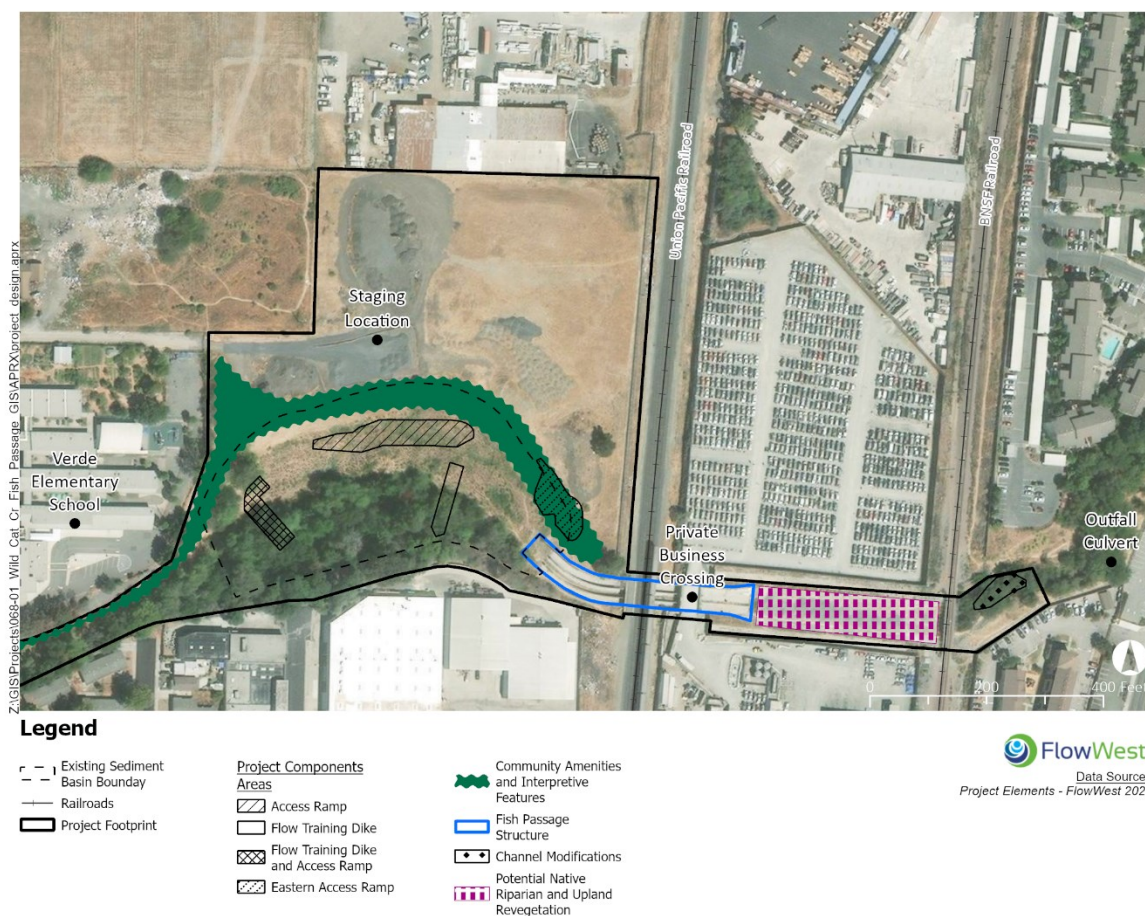 Z:\GIS\Projects\068-01_Wild_Cat_Cr_Fish_Passage_GIS\APRX\project_design.aprx
Staging
Location
Union Pacific Railroad
BNSF Railroad
Verde
Elementary
School
Private
Business
Crossing
Outfall
Culvert
0 200 400 Feet
Legend
Existing Sediment
Basin Bounday
Railroads
Project Footprint
Project Components
Areas
Access Ramp
Flow Training Dike
Flow Training Dike
and Access Ramp
Eastern Access Ramp
Community Amenities
and Interpretive
Features
Fish Passage
Structure
Channel Modifications
Potential Native
Riparian and Upland
Revegetation
FlowWest
Data Source
Project Elements - FlowWest 202